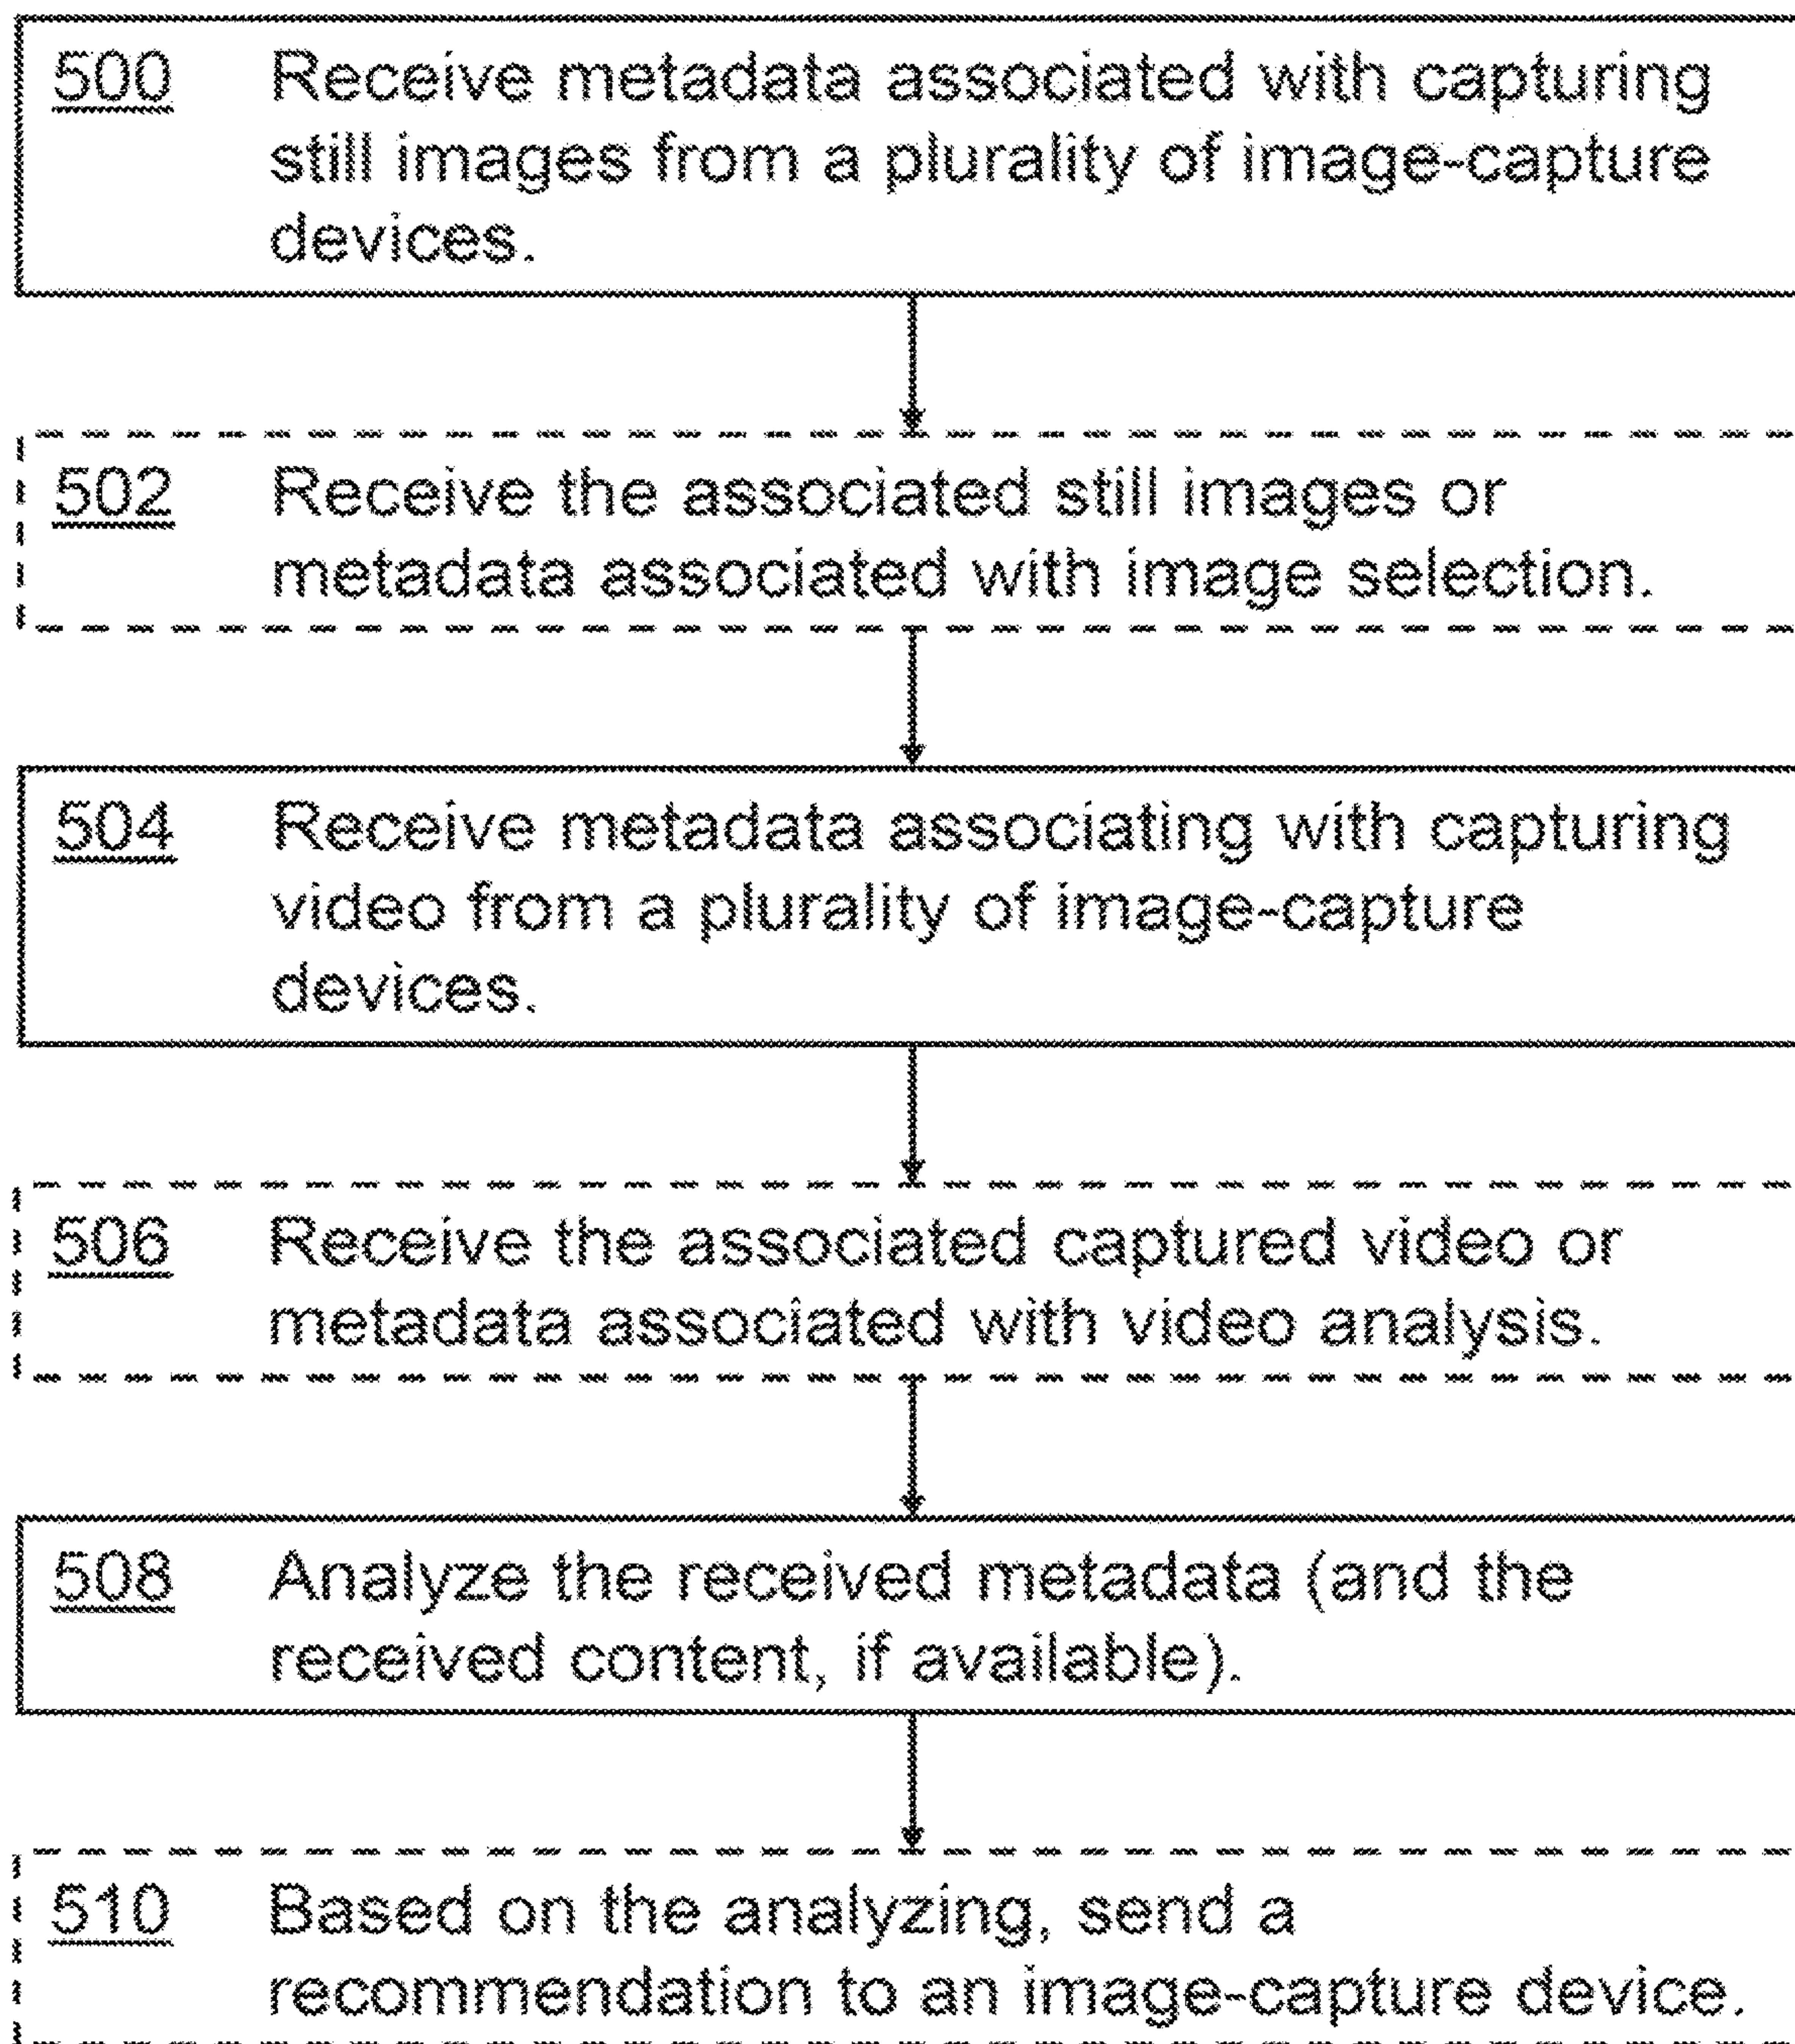 500 Receive metadata associated with capturing
still images from a plurality of image-capture
devices.
502 Receive the associated still images or
metadata associated with image selection.
504 Receive metadata associating with capturing
video from a plurality of image-capture
devices.
506 Receive the associated captured video or
metadata associated with video analysis.
508 Analyze the received metadata (and the
received content, if available).
510 Based on the analyzing, send a
recommendation to an image-capture device.